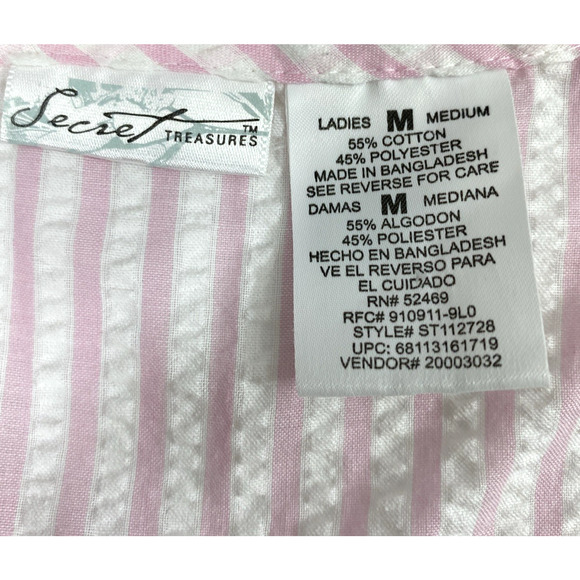 Secret
TREASURES™
LADIES M MEDIUM
55% COTTON
45% POLYESTER
MADE IN BANGLADESH
SEE REVERSE FOR CARE
DAMAS M MEDIANA
55% ALGODON
45% POLIESTER
HECHO EN BANGLADESH
VE EL REVERSO PARA
EL CUIDADO
RN# 52469
RFC# 910911-9L0
STYLE# ST112728
UPC: 68113161719
VENDOR# 20003032